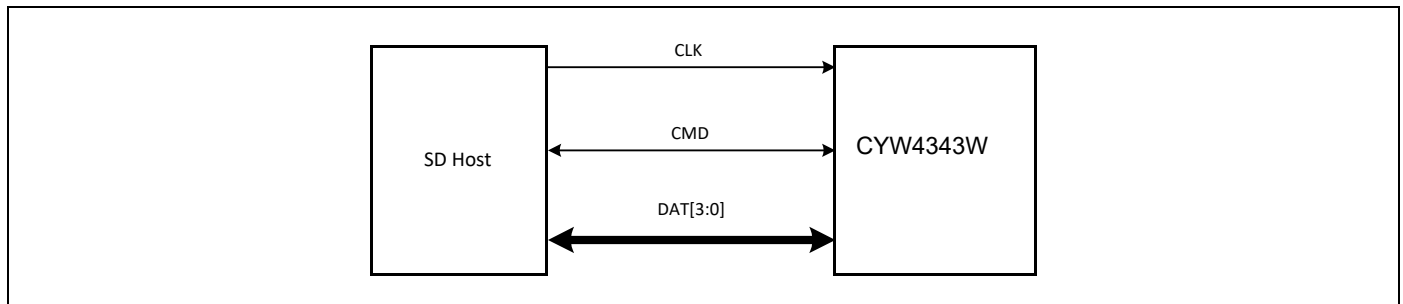 CLK
CMD
SD Host
CYW4343W
DAT[3:0]